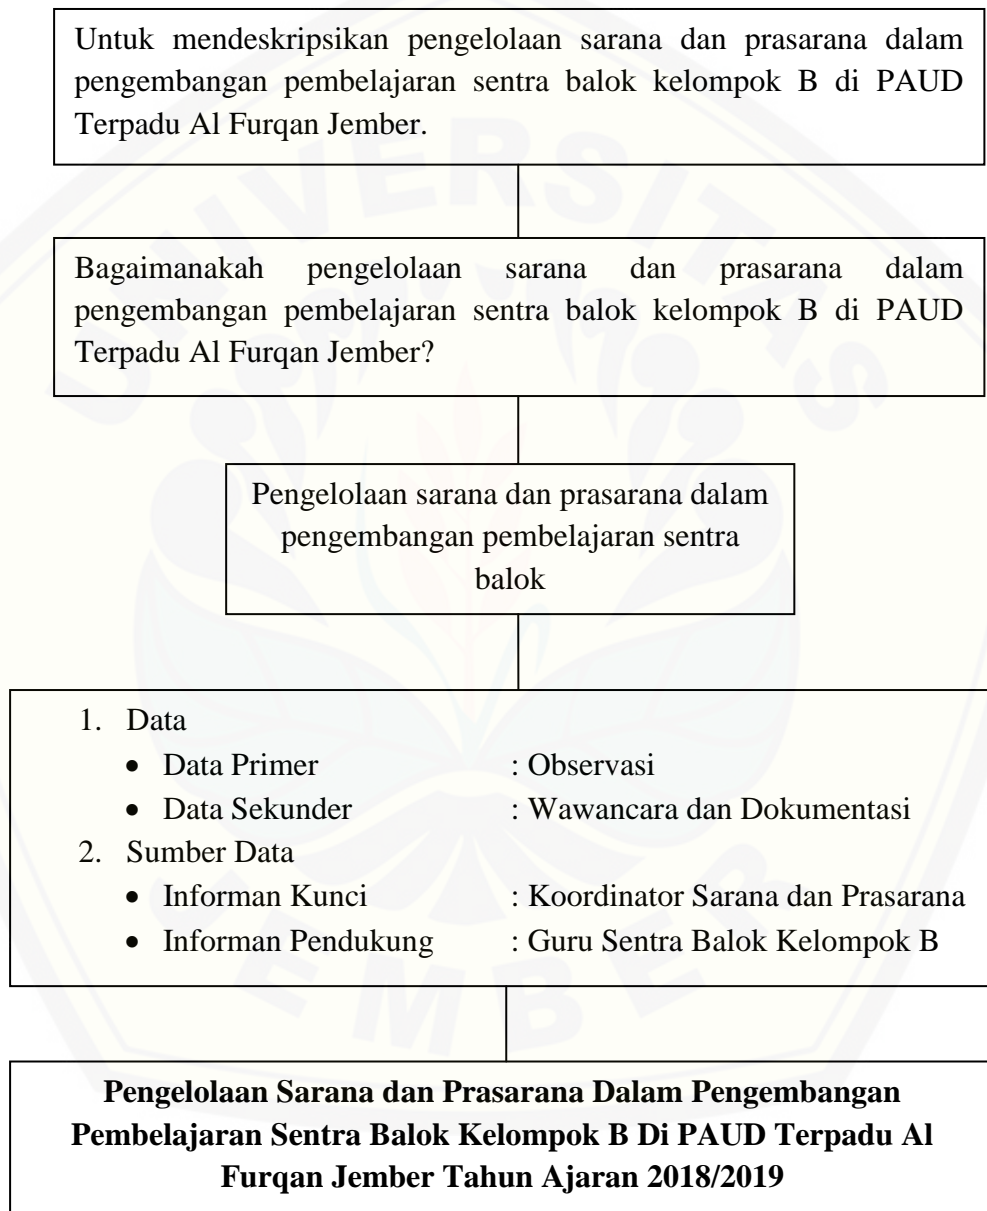 Untuk mendeskripsikan pengelolaan sarana dan prasarana dalam
pengembangan pembelajaran sentra balok kelompok B di PAUD
Terpadu Al Furqan Jember.
Bagaimanakah pengelolaan sarana dan prasarana dalam
pengembangan pembelajaran sentra balok kelompok B di PAUD
Terpadu Al Furqan Jember?
Pengelolaan sarana dan prasarana dalam
pengembangan pembelajaran sentra
balok
1. Data
• Data Primer : Observasi
• Data Sekunder : Wawancara dan Dokumentasi
2. Sumber Data
• Informan Kunci : Koordinator Sarana dan Prasarana
• Informan Pendukung : Guru Sentra Balok Kelompok B
Pengelolaan Sarana dan Prasarana Dalam Pengembangan
Pembelajaran Sentra Balok Kelompok B Di PAUD Terpadu Al
Furqan Jember Tahun Ajaran 2018/2019
UNIVERSITAS
JEMBER